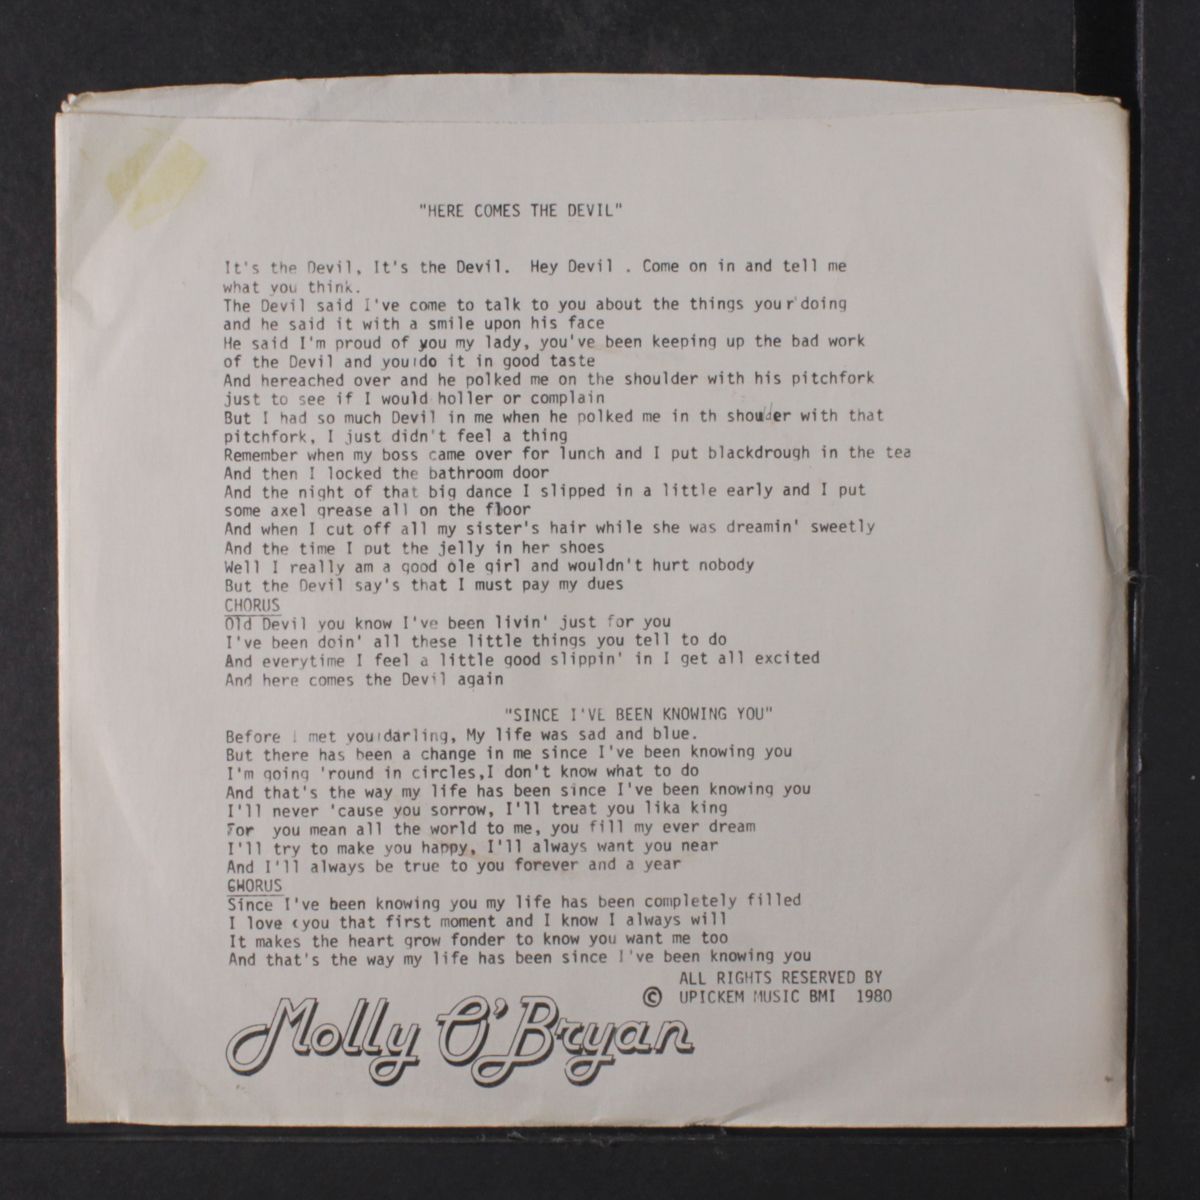 "HERE COMES THE DEVIL"
It's the Devil, It's the Devil.  Hey Devil . Come on in and tell me
what you think.
The Devil said I've come to talk to you about the things your doing
and he said it with a smile upon his face
He said I'm proud of you my lady, you've been keeping up the bad work
of the Devil and you do it in good taste
And hereached over and he polked me on the shoulder with his pitchfork
just to see if I would holler or complain
But I had so much Devil in me when he polked me in th shoulder with that
pitchfork, I just didn't feel a thing
Remember when my boss came over for lunch and I put blackdrough in the tea
And then I locked the bathroom door
And the night of that big dance I slipped in a little early and I put
some axel grease all on the floor
And when I cut off all my sister's hair while she was dreamin' sweetly
And the time I put the jelly in her shoes
Well I really am a good ole girl and wouldn't hurt nobody
But the Devil say's that I must pay my dues
CHORUS
Old Devil you know I've been livin' just for you
I've been doin' all these little things you tell to do
And everytime I feel a little good slippin' in I get all excited
And here comes the Devil again
"SINCE I'VE BEEN KNOWING YOU"
Before I met you darling, My life was sad and blue.
But there has been a change in me since I've been knowing you
I'm going 'round in circles,I don't know what to do
And that's the way my life has been since I've been knowing you
I'll never 'cause you sorrow, I'll treat you lika king
For  you mean all the world to me, you fill my ever dream
I'll try to make you happy, I'll always want you near
And I'll always be true to you forever and a year
CHORUS
Since I've been knowing you my life has been completely filled
I love you that first moment and I know I always will
It makes the heart grow fonder to know you want me too
And that's the way my life has been since I've been knowing you
ALL RIGHTS RESERVED BY
© UPICKEM MUSIC BMI  1980
Molly O'Bryan